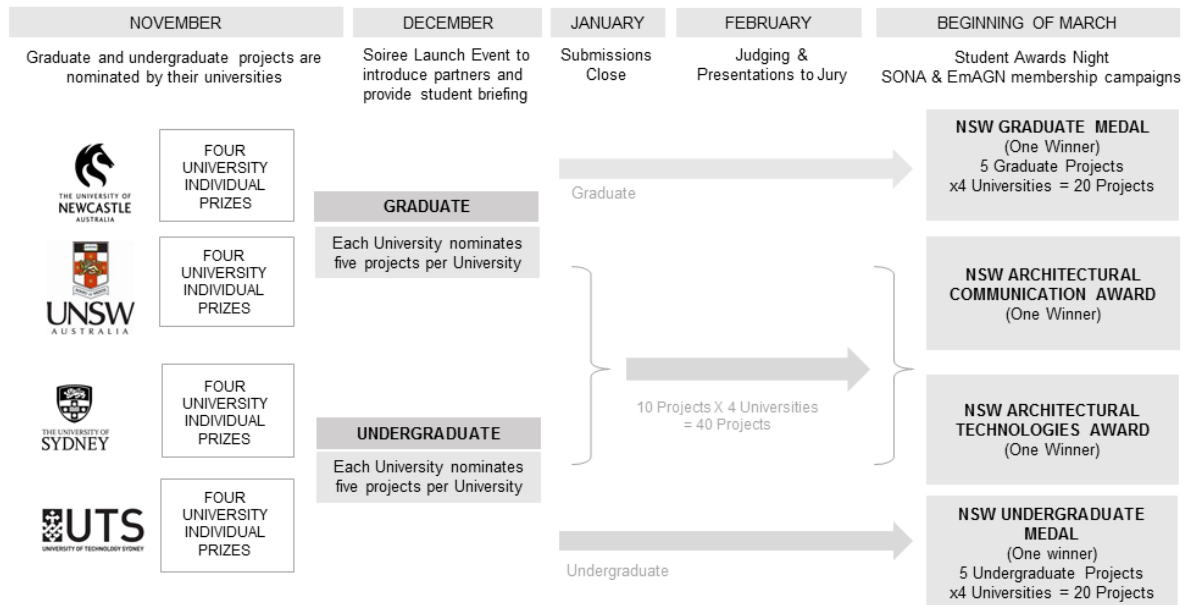 NOVEMBER
DECEMBER
JANUARY
FEBRUARY
BEGINNING OF MARCH
Graduate and undergraduate projects are
nominated by their universities
Soiree Launch Event to
introduce partners and
provide student briefing
Submissions
Close
Judging &
Presentations to Jury
Student Awards Night
SONA & EmAGN membership campaigns
THE UNIVERSITY OF
NEWCASTLE
AUSTRALIA
FOUR
UNIVERSITY
INDIVIDUAL
PRIZES
UNSW
AUSTRALIA
FOUR
UNIVERSITY
INDIVIDUAL
PRIZES
THE UNIVERSITY OF
SYDNEY
FOUR
UNIVERSITY
INDIVIDUAL
PRIZES
UTS
UNIVERSITY OF TECHNOLOGY SYDNEY
FOUR
UNIVERSITY
INDIVIDUAL
PRIZES
GRADUATE
Each University nominates
five projects per University
UNDERGRADUATE
Each University nominates
five projects per University
Graduate
10 Projects X 4 Universities
= 40 Projects
Undergraduate
NSW GRADUATE MEDAL
(One Winner)
5 Graduate Projects
x4 Universities = 20 Projects
NSW ARCHITECTURAL
COMMUNICATION AWARD
(One Winner)
NSW ARCHITECTURAL
TECHNOLOGIES AWARD
(One Winner)
NSW UNDERGRADUATE
MEDAL
(One winner)
5 Undergraduate Projects
x4 Universities = 20 Projects